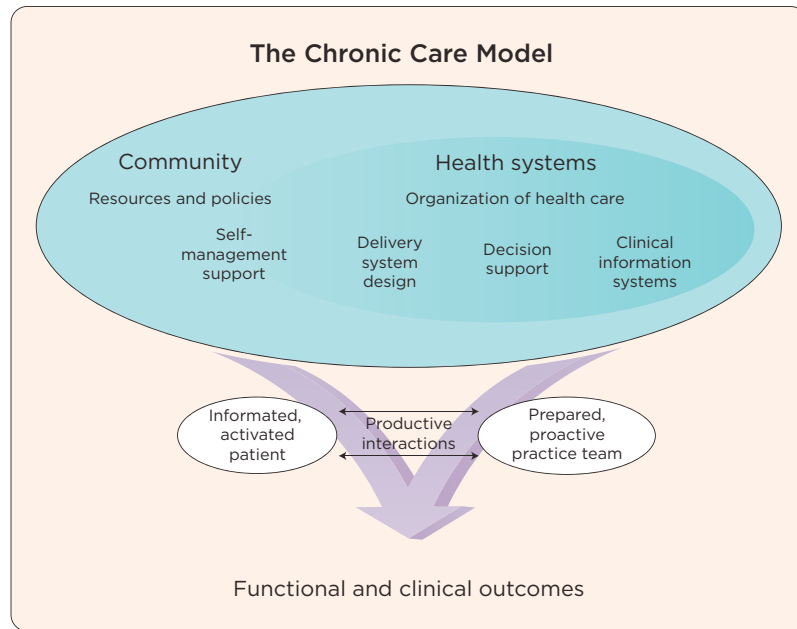 The Chronic Care Model
Community
Resources and policies
Health systems
Organization of health care
Self-
management
support
Delivery
system
design
Decision
support
Clinical
information
systems
Informated,
activated
patient
Productive
interactions
Prepared,
proactive
practice team
Functional and clinical outcomes